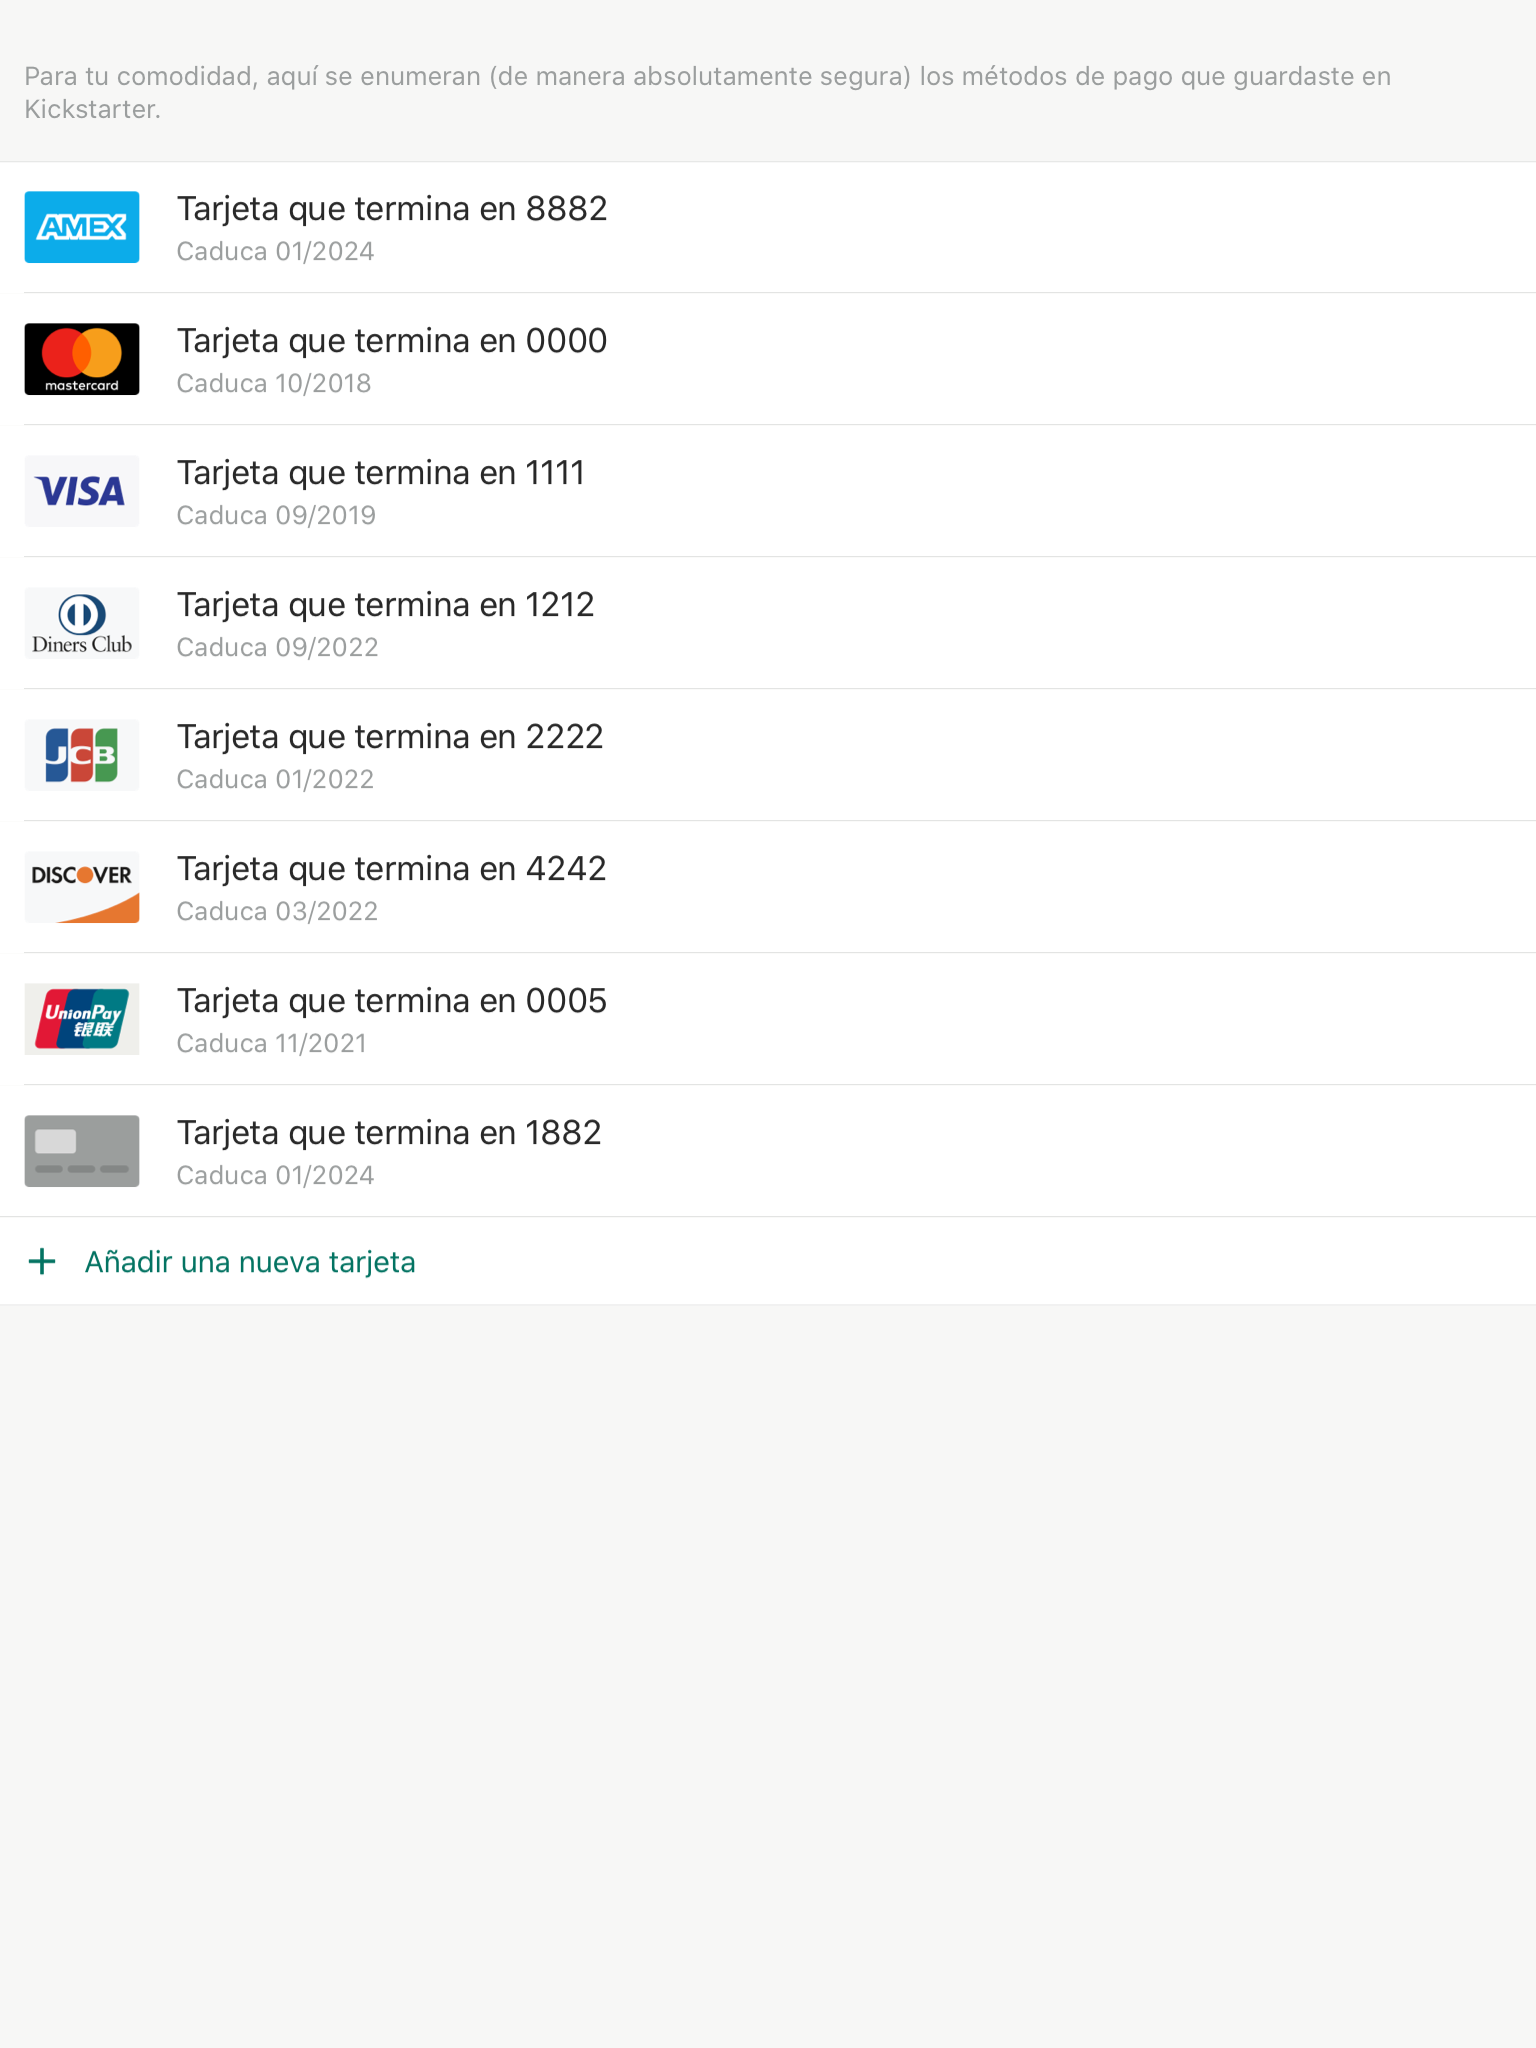 Para tu comodidad, aquí se enumeran (de manera absolutamente segura) los métodos de pago que guardaste en
Kickstarter.
AMEX
Tarjeta que termina en 8882
Caduca 01/2024
mastercard
Tarjeta que termina en 0000
Caduca 10/2018
VISA
Tarjeta que termina en 1111
Caduca 09/2019
Diners Club
Tarjeta que termina en 1212
Caduca 09/2022
JCB
Tarjeta que termina en 2222
Caduca 01/2022
DISCOVER
Tarjeta que termina en 4242
Caduca 03/2022
UnionPay
银联
Tarjeta que termina en 0005
Caduca 11/2021
Tarjeta que termina en 1882
Caduca 01/2024
+ Añadir una nueva tarjeta